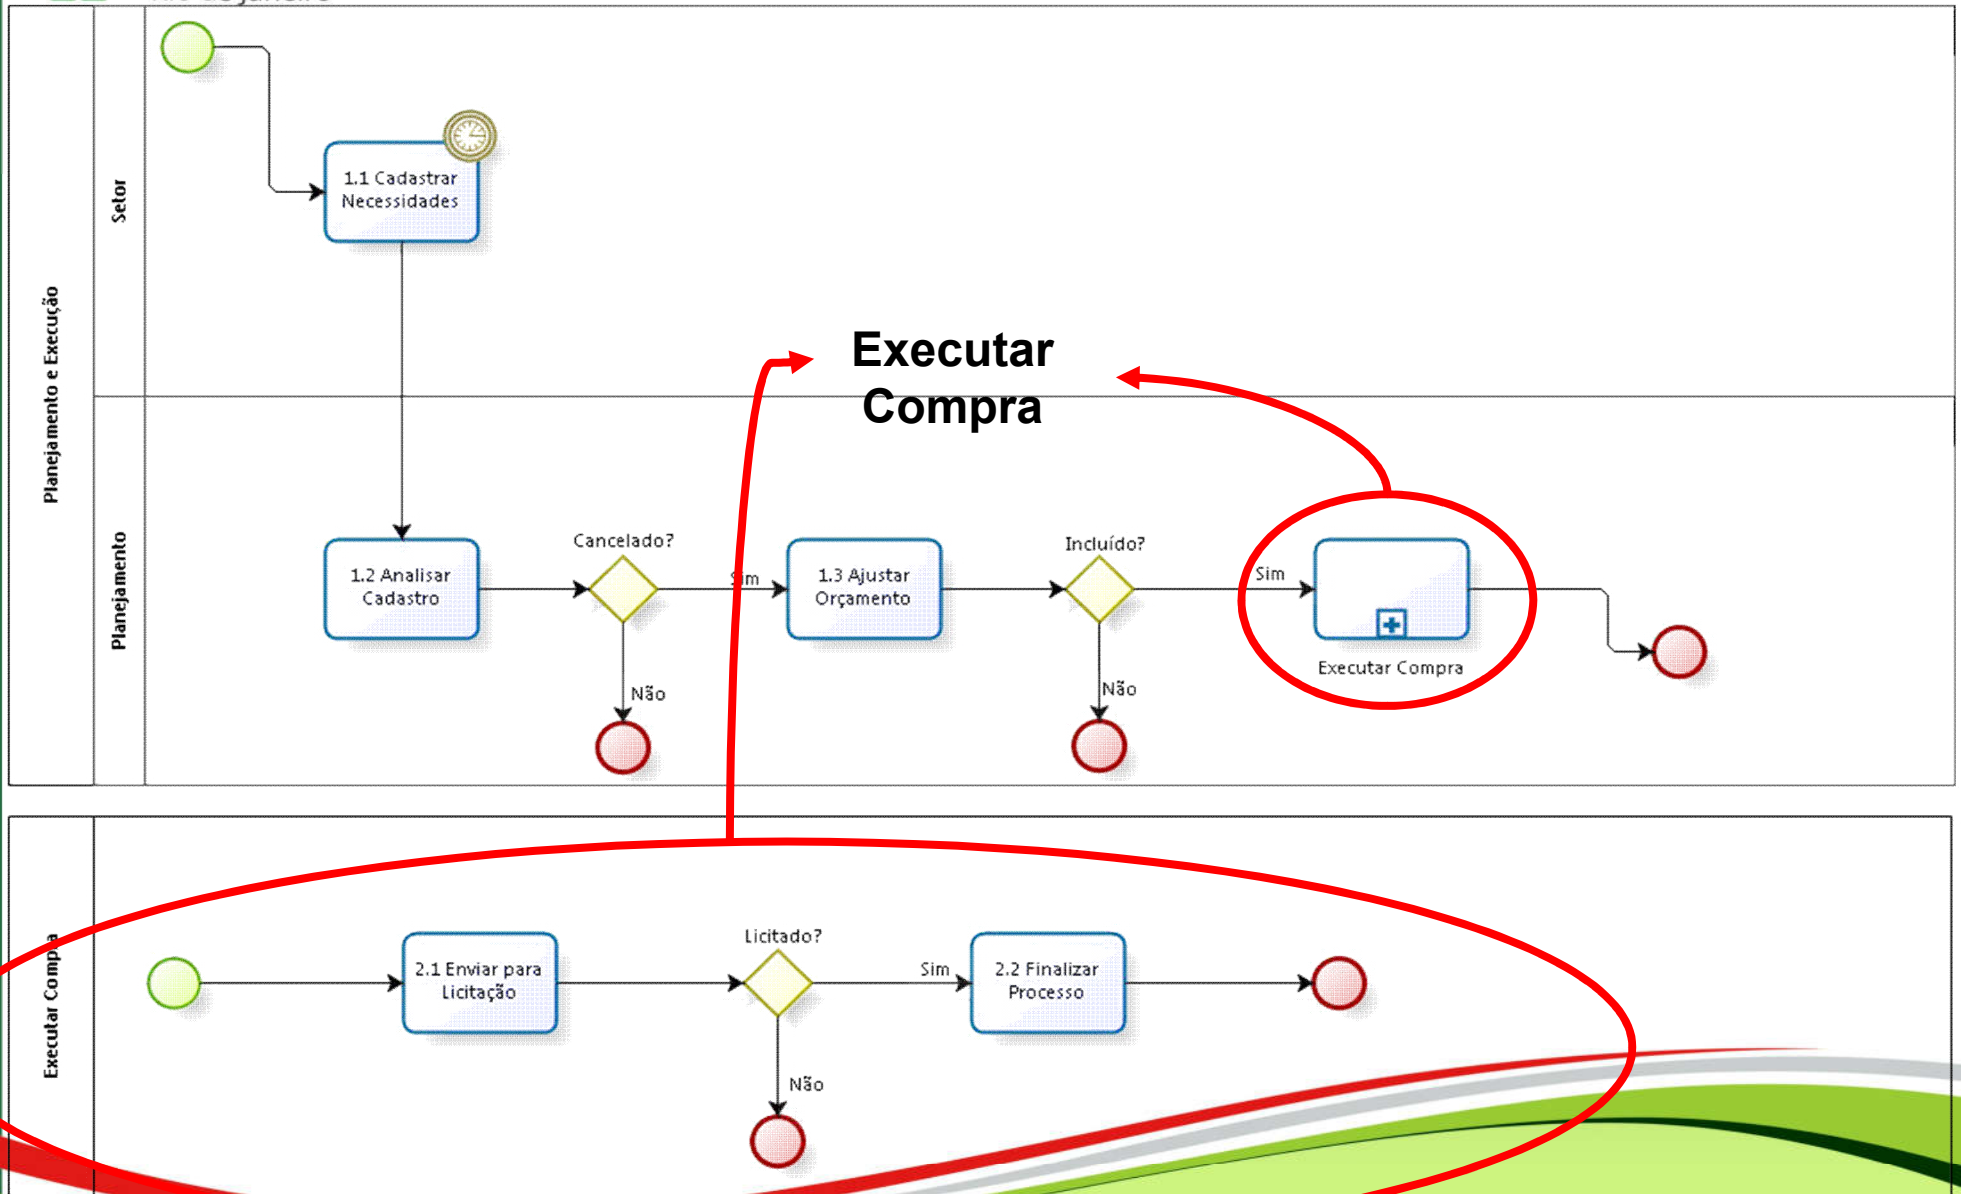 Planejamento e Execução
Setor
1.1 Cadastrar
Necessidades
Executar
Compra
Planejamento
1.2 Analisar
Cadastro
Cancelado?
Sim
Não
1.3 Ajustar
Orçamento
Incluído?
Sim
Não
Executar Compra
Executar Compra
2.1 Enviar para
Licitação
Licitado?
Sim
Não
2.2 Finalizar
Processo